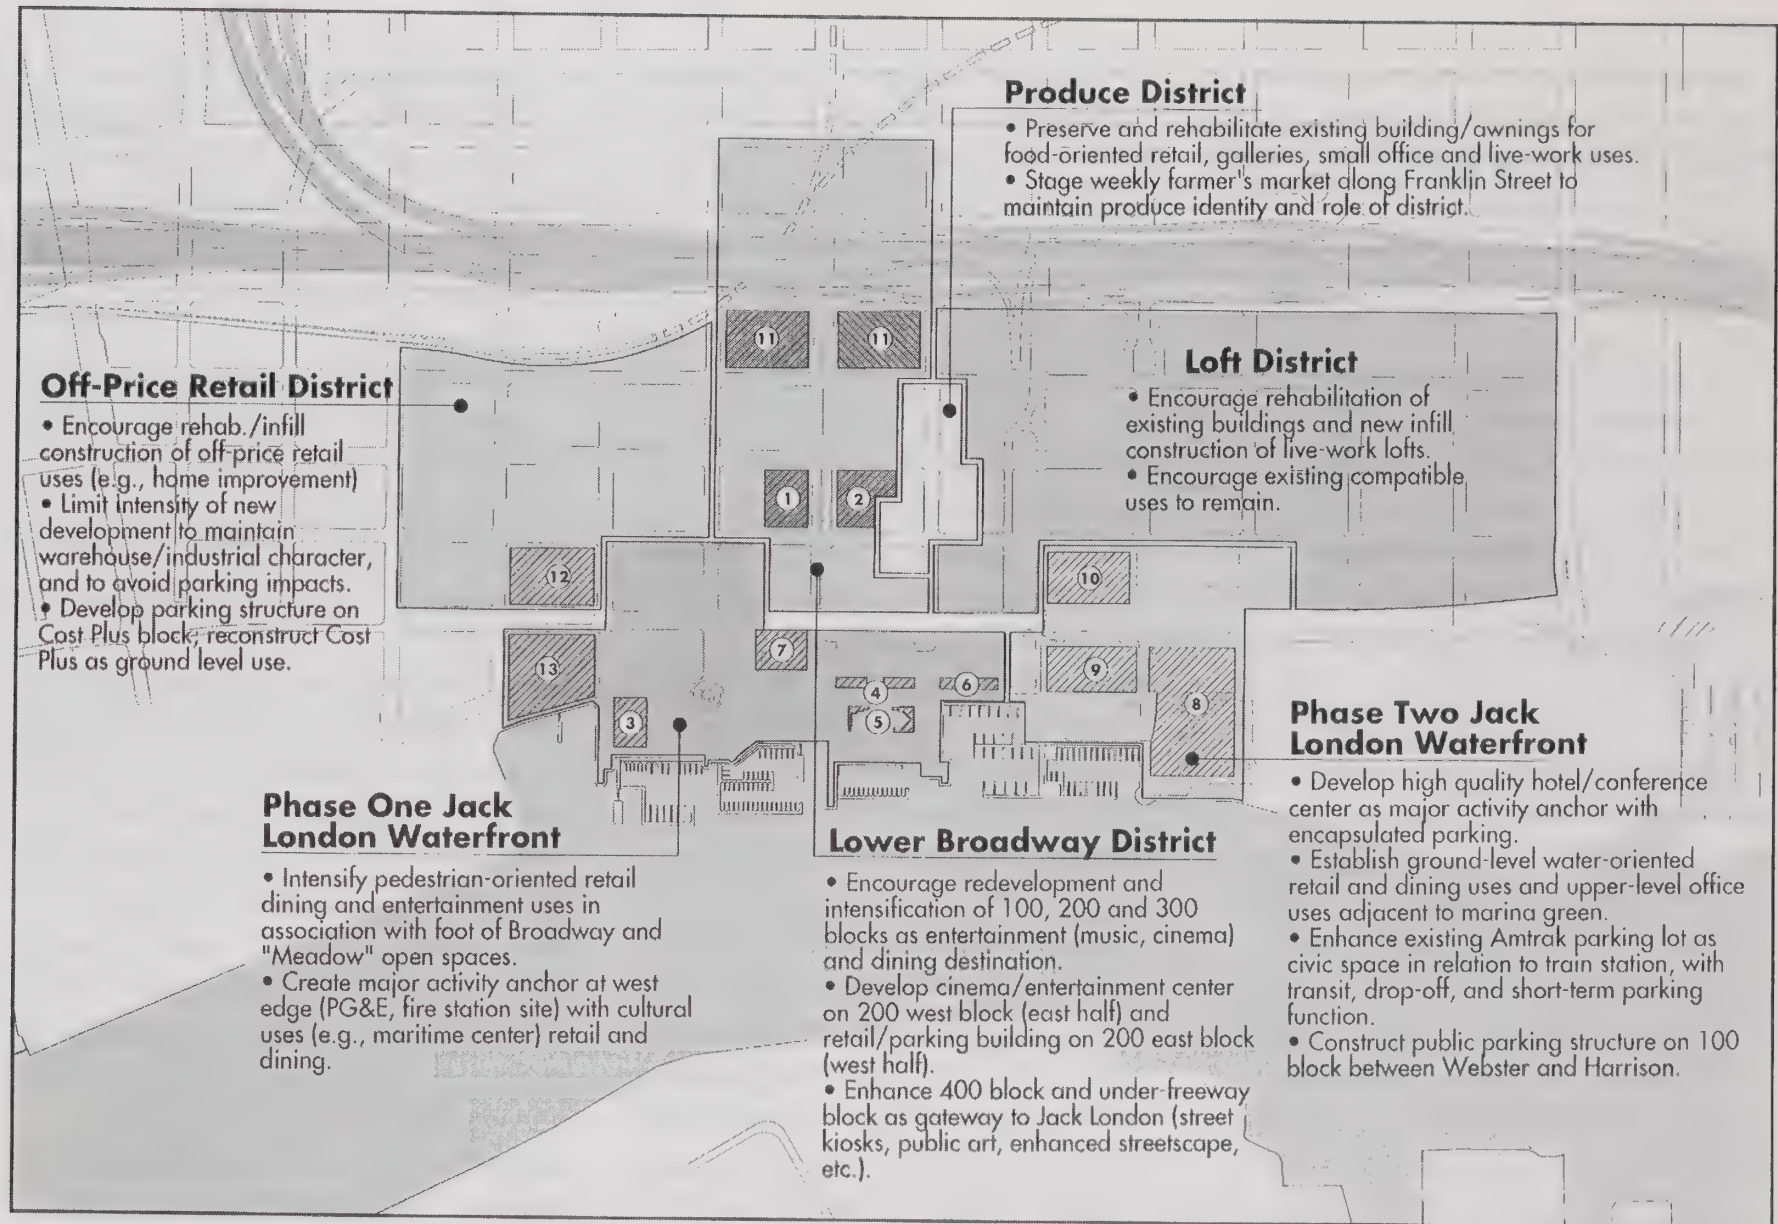 Produce District
• Preserve and rehabilitate existing building/awnings for
food-oriented retail, galleries, small office and live-work uses.
• Stage weekly farmer's market along Franklin Street to
maintain produce identity and role of district.
11
11
Loft District
• Encourage rehabilitation of
existing buildings and new infill
construction of live-work lofts.
• Encourage existing compatible
uses to remain.
Off-Price Retail District
• Encourage rehab./infill
construction of off-price retail
uses (e.g., home improvement)
• Limit intensity of new
development to maintain
warehouse/industrial character,
and to avoid parking impacts.
• Develop parking structure on
Cost Plus block; reconstruct Cost
Plus as ground level use.
1
2
12
10
13
7
9
4
6
3
5
8
Phase One Jack
London Waterfront
• Intensify pedestrian-oriented retail
dining and entertainment uses in
association with foot of Broadway and
"Meadow" open spaces.
• Create major activity anchor at west
edge (PG&E, fire station site) with cultural
uses (e.g., maritime center) retail and
dining.
Lower Broadway District
• Encourage redevelopment and
intensification of 100, 200 and 300
blocks as entertainment (music, cinema)
and dining destination.
• Develop cinema/entertainment center
on 200 west block (east half) and
retail/parking building on 200 east block
(west half).
• Enhance 400 block and under-freeway
block as gateway to Jack London (street
kiosks, public art, enhanced streetscape,
etc.).
Phase Two Jack
London Waterfront
• Develop high quality hotel/conference
center as major activity anchor with
encapsulated parking.
• Establish ground-level water-oriented
retail and dining uses and upper-level office
uses adjacent to marina green.
• Enhance existing Amtrak parking lot as
civic space in relation to train station, with
transit, drop-off, and short-term parking
function.
• Construct public parking structure on 100
block between Webster and Harrison.